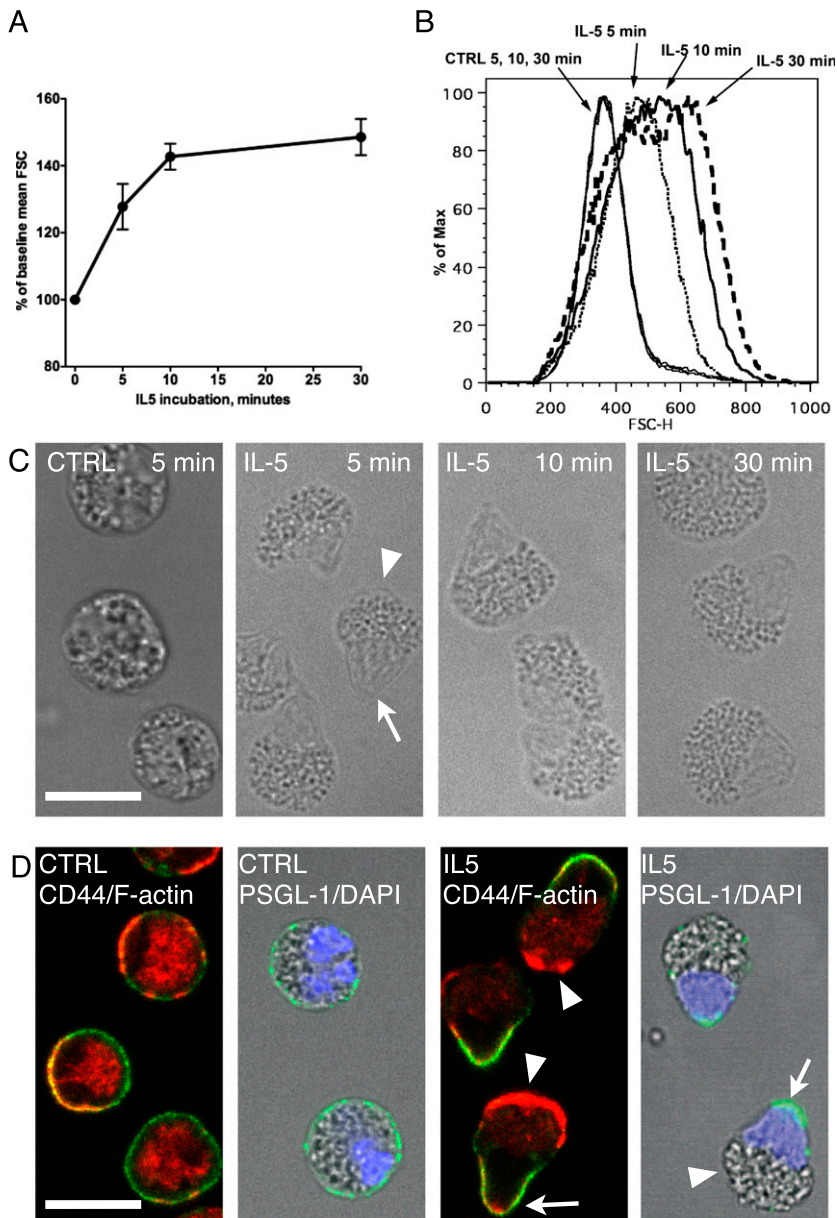 A
% of baseline mean FSC
160
140
120
100
80
0 5 10 15 20 25 30
IL5 incubation, minutes
B
IL-5 5 min
IL-5 10 min
CTRL 5, 10, 30 min
IL-5 30 min
% of Max
100
80
60
40
20
0
0 200 400 600 800 1000
FSC-H
C
CTRL 5 min
IL-5 5 min
IL-5 10 min
IL-5 30 min
D
CTRL
CD44/F-actin
CTRL
PSGL-1/DAPI
IL5
CD44/F-actin
IL5
PSGL-1/DAPI